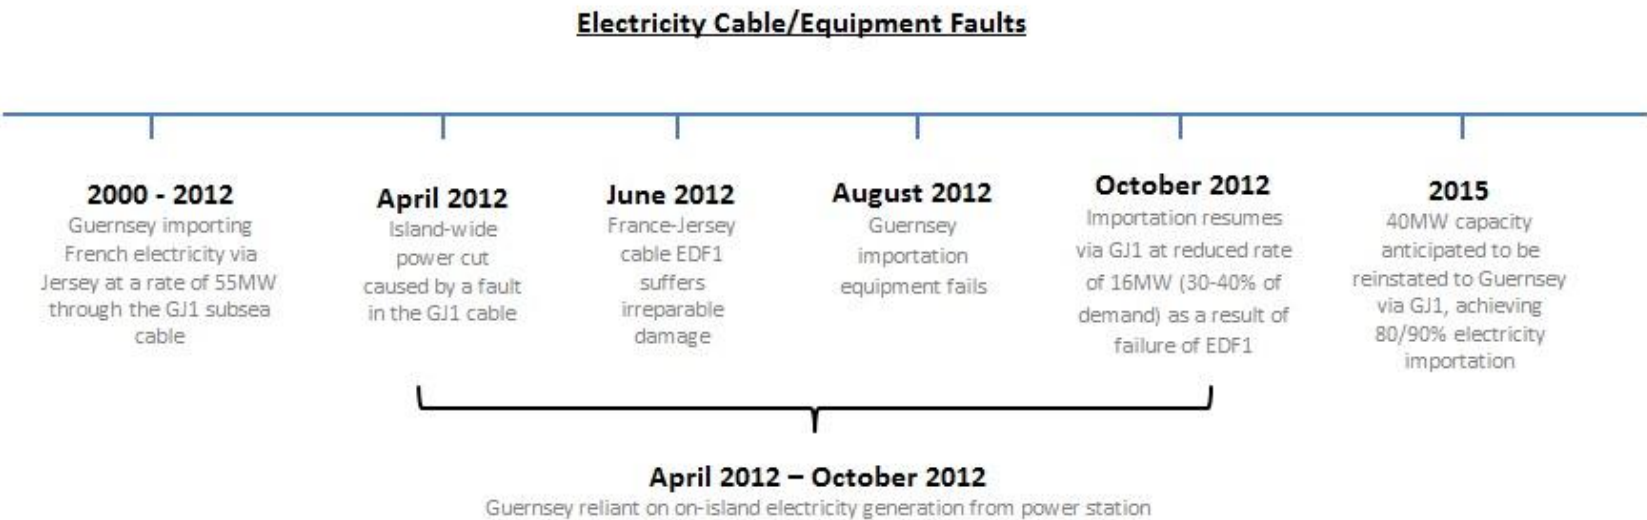 Electricity Cable/Equipment Faults
2000 - 2012
Guernsey importing
French electricity via
Jersey at a rate of 55MW
through the GJ1 subsea
cable
April 2012
Island-wide
power cut
caused by a fault
in the GJ1 cable
June 2012
France-Jersey
cable EDF1
suffers
irreparable
damage
August 2012
Guernsey
importation
equipment fails
October 2012
Importation resumes
via GJ1 at reduced rate
of 16MW (30-40% of
demand) as a result of
failure of EDF1
2015
40MW capacity
anticipated to be
reinstated to Guernsey
via GJ1, achieving
80/90% electricity
importation
April 2012 – October 2012
Guernsey reliant on on-island electricity generation from power station